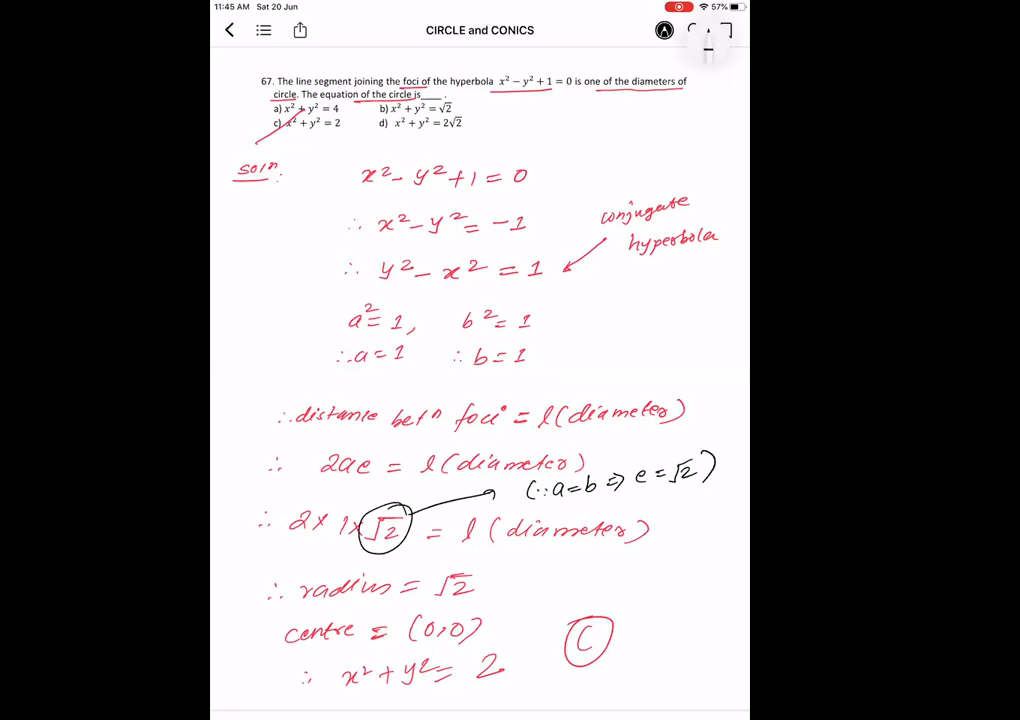 11:45 AM Sat 20 Jun
57%
CIRCLE and CONICS
67. The line segment joining the foci of the hyperbola x² − y² + 1 = 0 is one of the diameters of
circle. The equation of the circle is____ .
a) x² + y² = 4 b) x² + y² = √2
c) x² + y² = 2 d) x² + y² = 2√2
soln:
x² - y² + 1 = 0
∴ x² - y² = -1
conjugate
hyperbola
∴ y² - x² = 1
a² = 1, b² = 1
∴ a = 1 ∴ b = 1
∴ distance betn foci = l(diameter)
∴ 2ae = l(diameter)
(∵ a=b ⇒ e = √2)
∴ 2 × 1 × √2 = l(diameter)
∴ radius = √2
centre = (0,0)
C
∴ x² + y² = 2